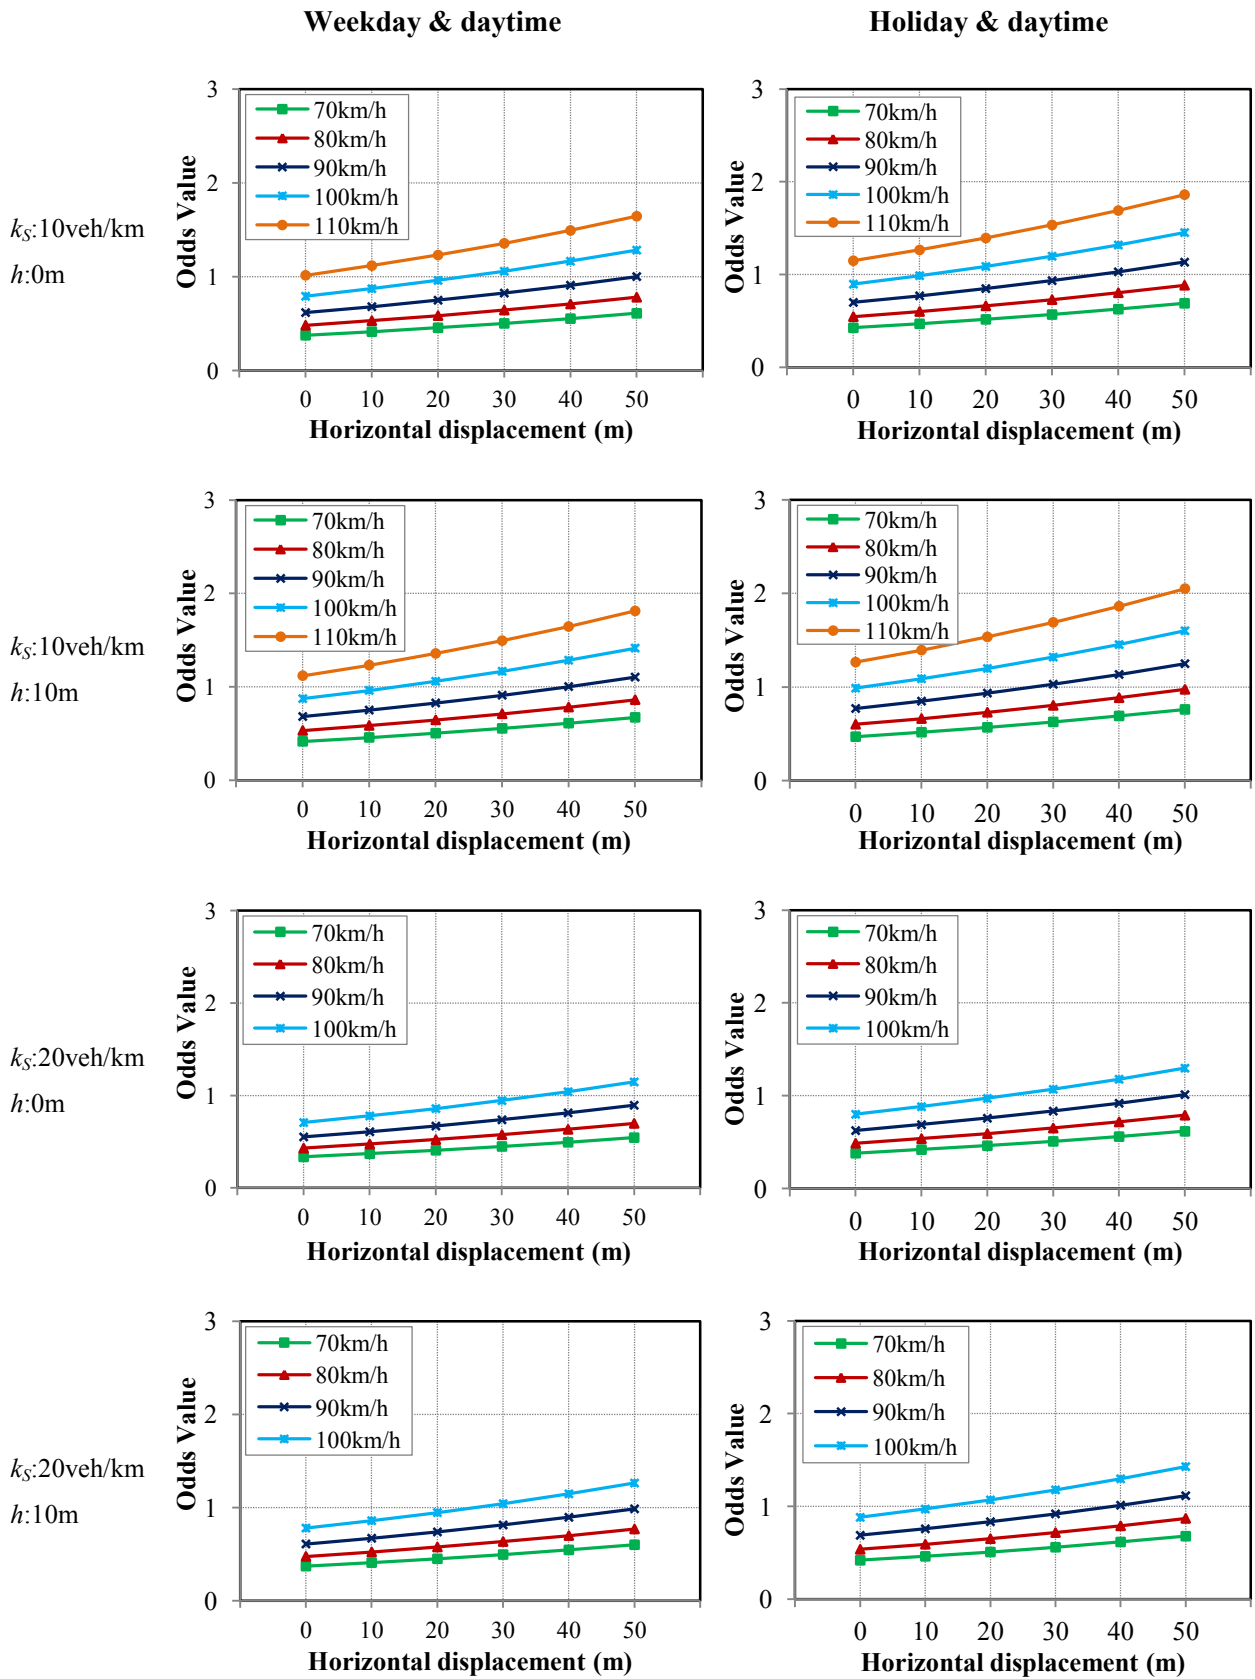 Weekday & daytime
Holiday & daytime
kS:10veh/km
h:0m
3
2
1
0
Odds Value
70km/h
80km/h
90km/h
100km/h
110km/h
0 10 20 30 40 50
Horizontal displacement (m)
3
2
1
0
Odds Value
70km/h
80km/h
90km/h
100km/h
110km/h
0 10 20 30 40 50
Horizontal displacement (m)
kS:10veh/km
h:10m
3
2
1
0
Odds Value
70km/h
80km/h
90km/h
100km/h
110km/h
0 10 20 30 40 50
Horizontal displacement (m)
3
2
1
0
Odds Value
70km/h
80km/h
90km/h
100km/h
110km/h
0 10 20 30 40 50
Horizontal displacement (m)
kS:20veh/km
h:0m
3
2
1
0
Odds Value
70km/h
80km/h
90km/h
100km/h
0 10 20 30 40 50
Horizontal displacement (m)
3
2
1
0
Odds Value
70km/h
80km/h
90km/h
100km/h
0 10 20 30 40 50
Horizontal displacement (m)
kS:20veh/km
h:10m
3
2
1
0
Odds Value
70km/h
80km/h
90km/h
100km/h
0 10 20 30 40 50
Horizontal displacement (m)
3
2
1
0
Odds Value
70km/h
80km/h
90km/h
100km/h
0 10 20 30 40 50
Horizontal displacement (m)